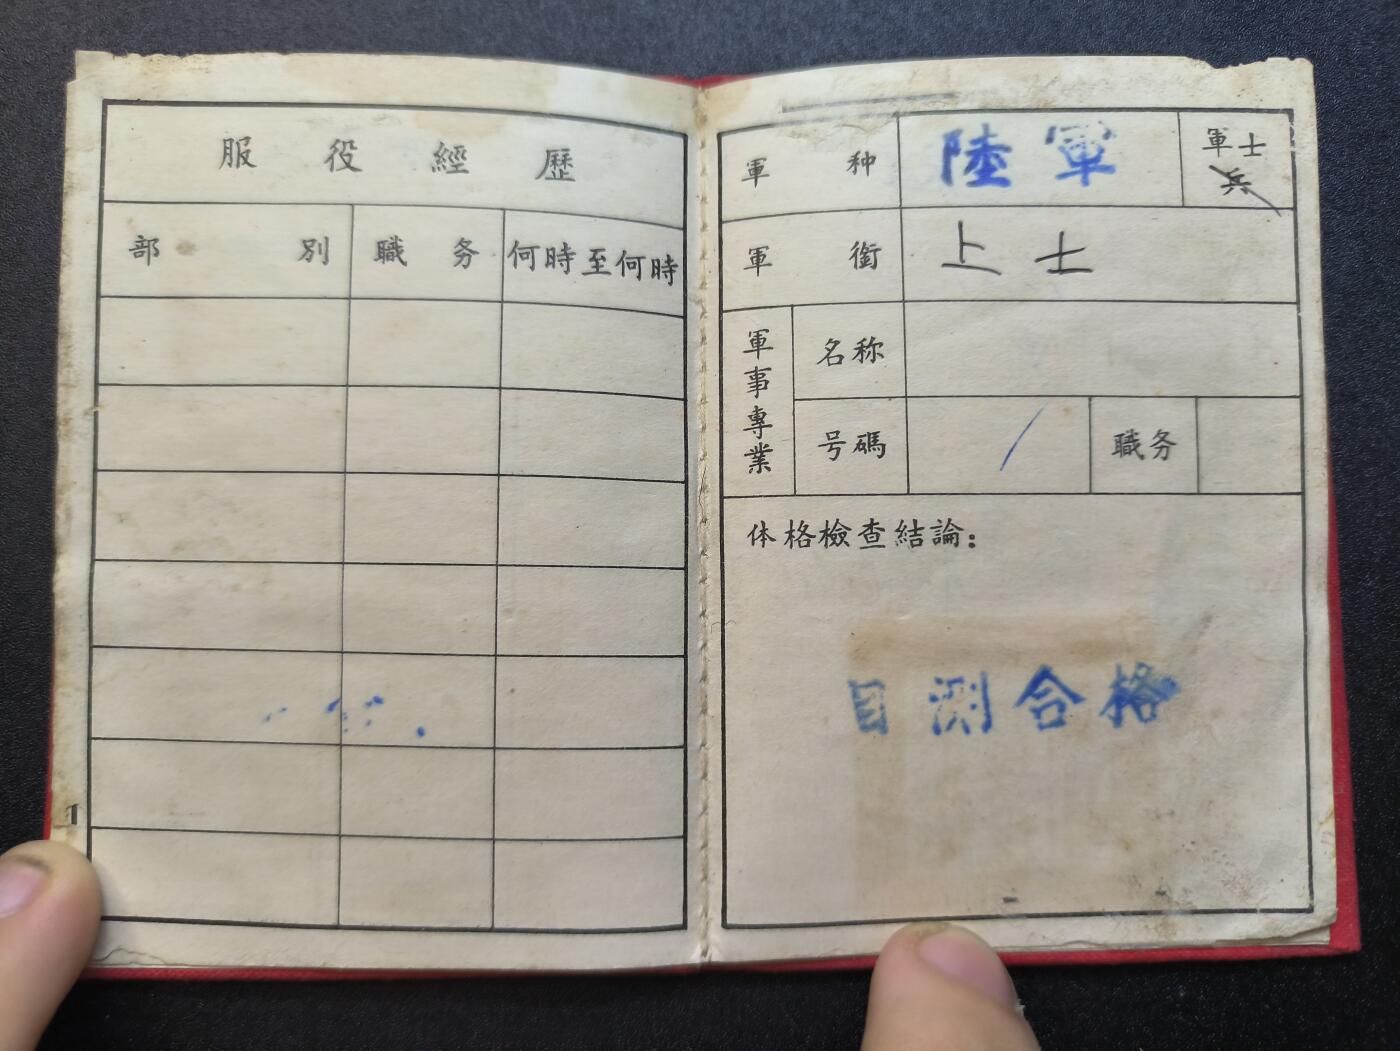 服役經歷
部別 職务 何時至何時
1
軍种 陸軍 軍士
兵
軍銜 上士
軍事專業
名称
号碼 / 職务
体格檢查結論:
目測合格